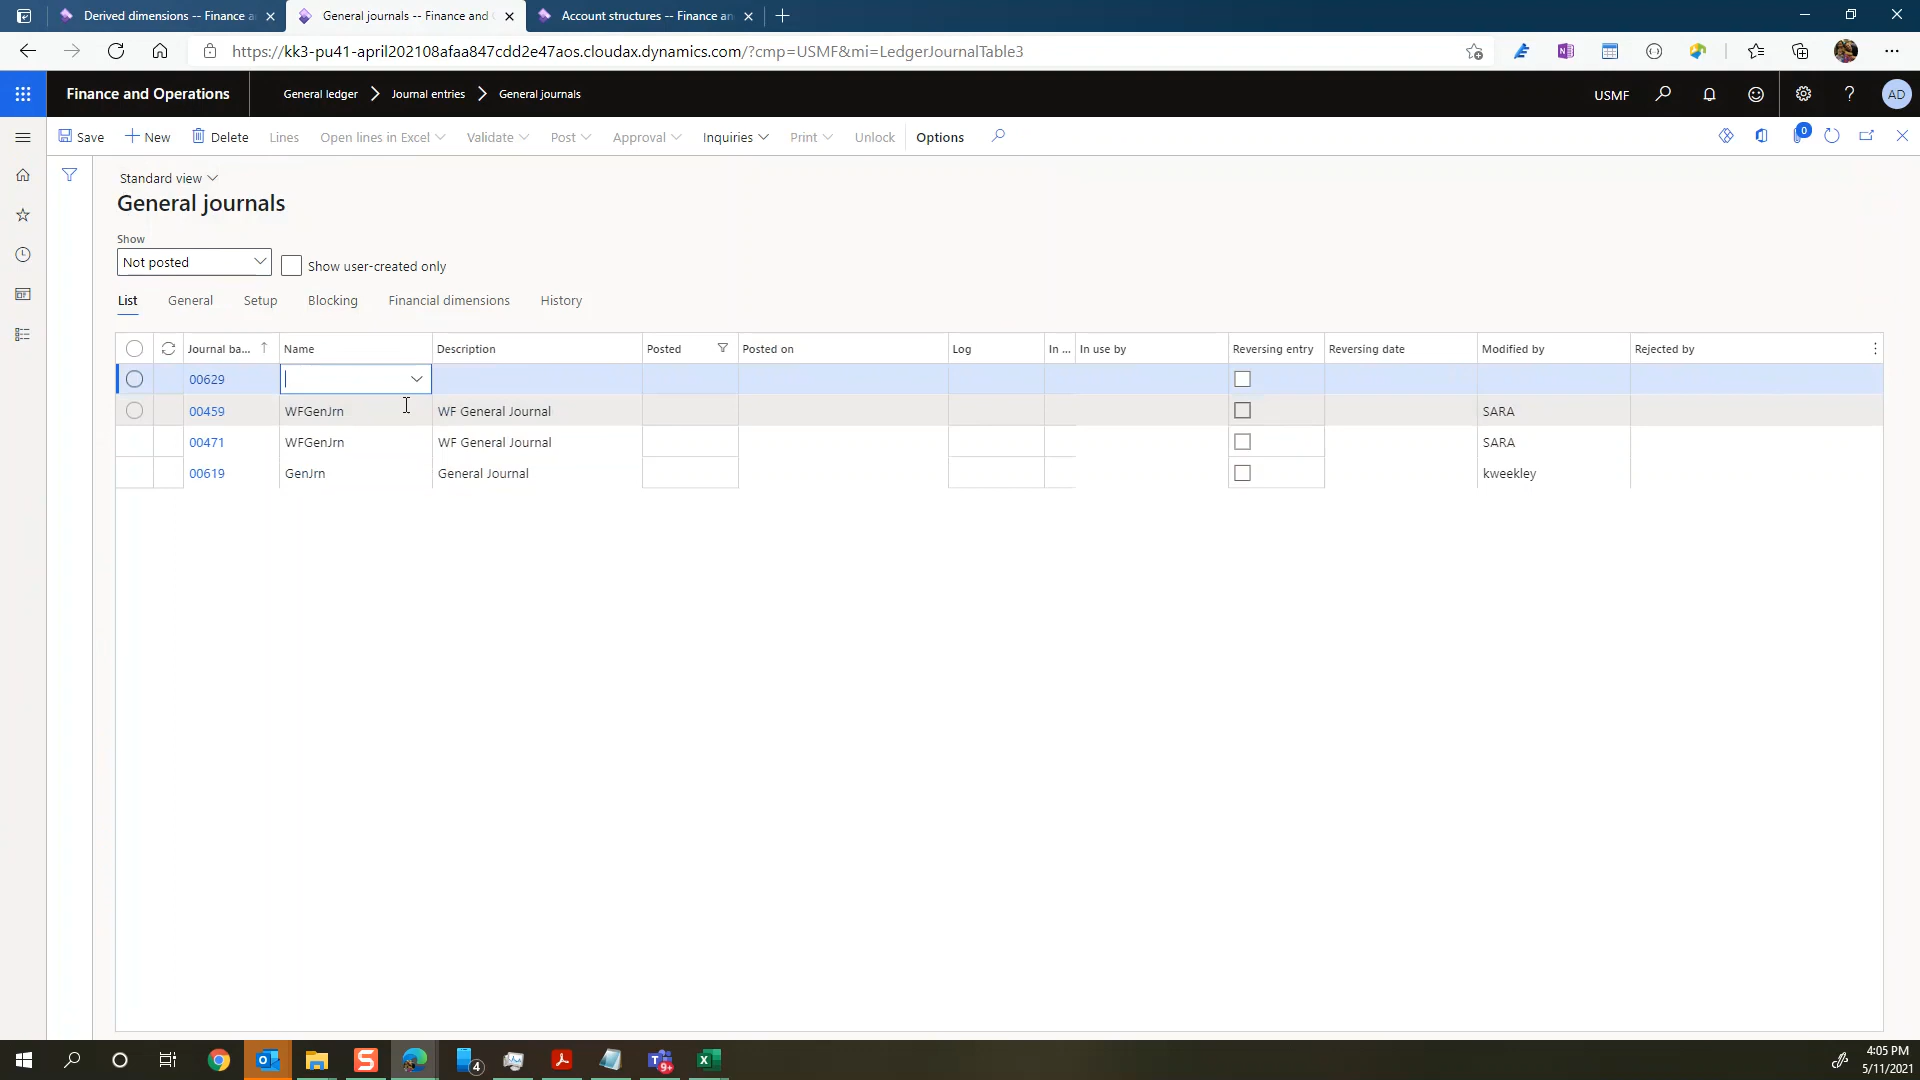 Derived dimensions -- Finance a
General journals -- Finance and
Account structures -- Finance an
https://kk3-pu41-april202108afaa847cdd2e47aos.cloudax.dynamics.com/?cmp=USMF&mi=LedgerJournalTable3
Finance and Operations
General ledger > Journal entries > General journals
USMF
AD
Save
New
Delete
Lines
Open lines in Excel
Validate
Post
Approval
Inquiries
Print
Unlock
Options
0
Standard view
General journals
Show
Not posted
Show user-created only
List General Setup Blocking Financial dimensions History
Journal ba... Name Description Posted Posted on Log In ... In use by Reversing entry Reversing date Modified by Rejected by
00629
00459 WFGenJrn WF General Journal SARA
00471 WFGenJrn WF General Journal SARA
00619 GenJrn General Journal kweekley
4
9+
4:05 PM
5/11/2021